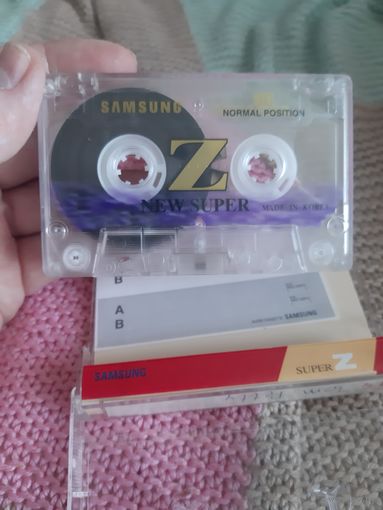 SAMSUNG
NORMAL POSITION
Z
NEW SUPER
MADE IN KOREA
B
A
B
SAMSUNG
SAMSUNG
SUPER Z